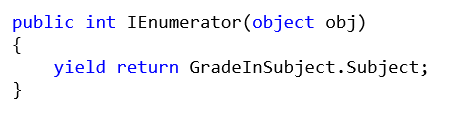 public int IEnumerator(object obj)
{
    yield return GradeInSubject.Subject;
}